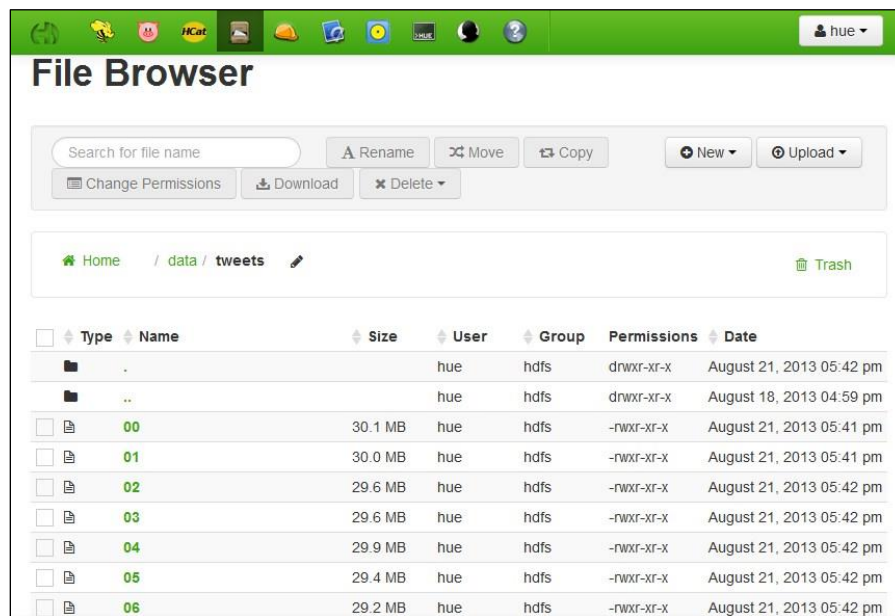 HCat
>HUE
?
hue
File Browser
Search for file name
A Rename
Move
Copy
New
Upload
Change Permissions
Download
Delete
Home / data / tweets
Trash
Type Name Size User Group Permissions Date
. hue hdfs drwxr-xr-x August 21, 2013 05:42 pm
.. hue hdfs drwxr-xr-x August 18, 2013 04:59 pm
00 30.1 MB hue hdfs -rwxr-xr-x August 21, 2013 05:41 pm
01 30.0 MB hue hdfs -rwxr-xr-x August 21, 2013 05:41 pm
02 29.6 MB hue hdfs -rwxr-xr-x August 21, 2013 05:42 pm
03 29.6 MB hue hdfs -rwxr-xr-x August 21, 2013 05:42 pm
04 29.9 MB hue hdfs -rwxr-xr-x August 21, 2013 05:42 pm
05 29.4 MB hue hdfs -rwxr-xr-x August 21, 2013 05:42 pm
06 29.2 MB hue hdfs -rwxr-xr-x August 21, 2013 05:42 pm